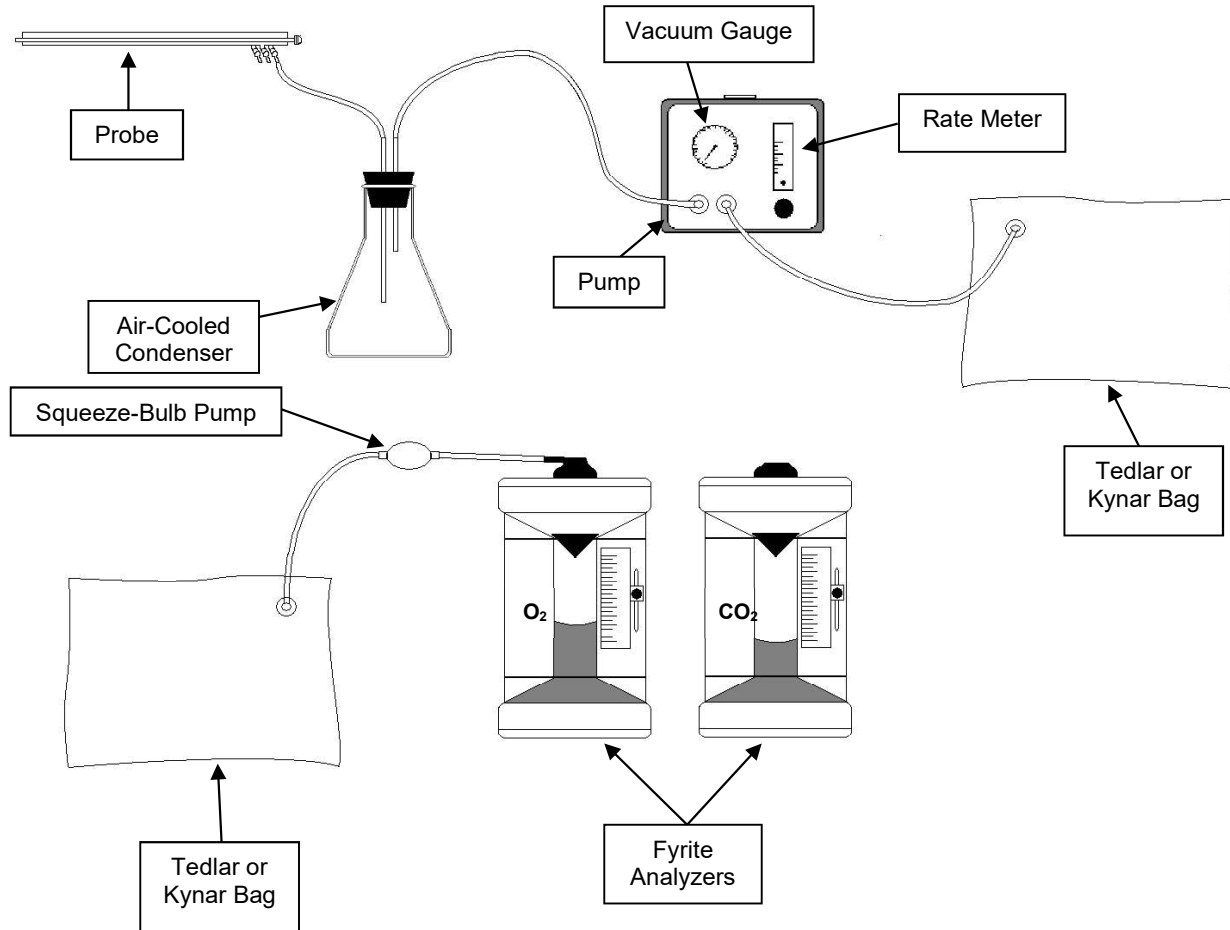 Vacuum Gauge
Rate Meter
Probe
Pump
Air-Cooled
Condenser
Squeeze-Bulb Pump
Tedlar or
Kynar Bag
O₂
CO₂
Fyrite
Analyzers
Tedlar or
Kynar Bag